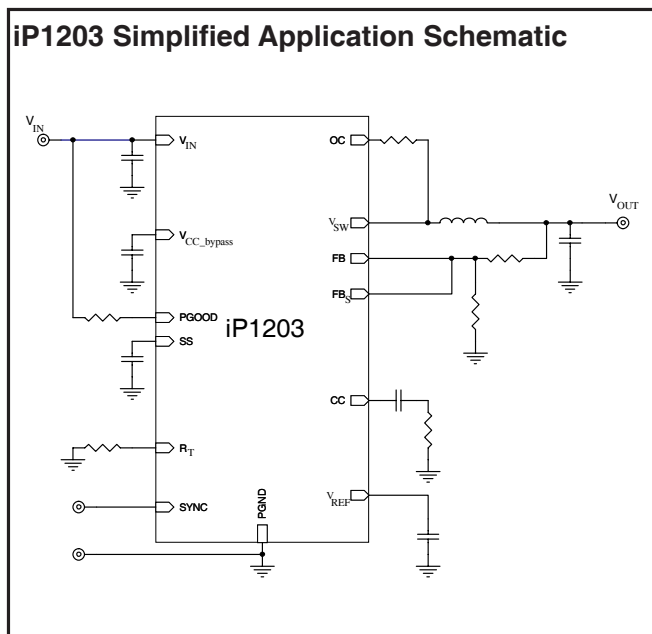 iP1203 Simplified Application Schematic
VIN
VIN
VCC_bypass
PGOOD
SS
RT
SYNC
PGND
iP1203
OC
VSW
FB
FBS
CC
VREF
VOUT